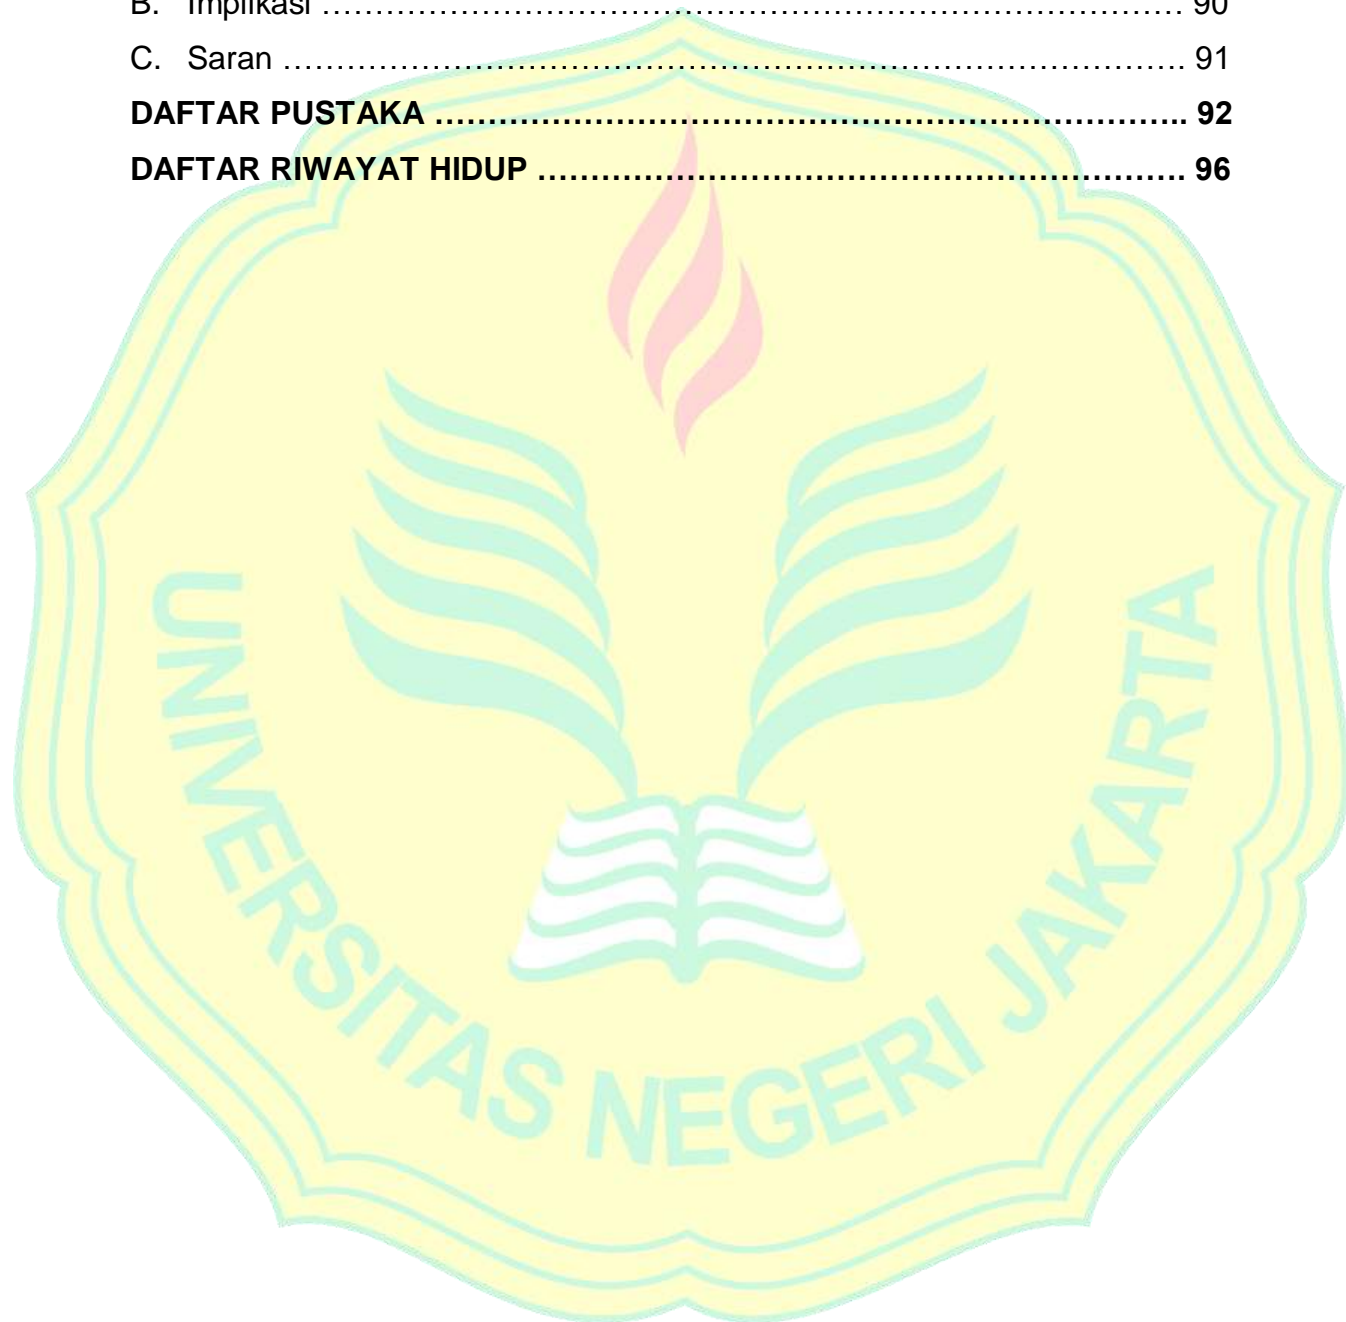 B. Implikasi …………………………………………………………………… 90
C. Saran ………………………………………………………………………. 91
DAFTAR PUSTAKA …………………………………………………………….. 92
DAFTAR RIWAYAT HIDUP ……………………………………………………. 96
UNIVERSITAS NEGERI JAKARTA